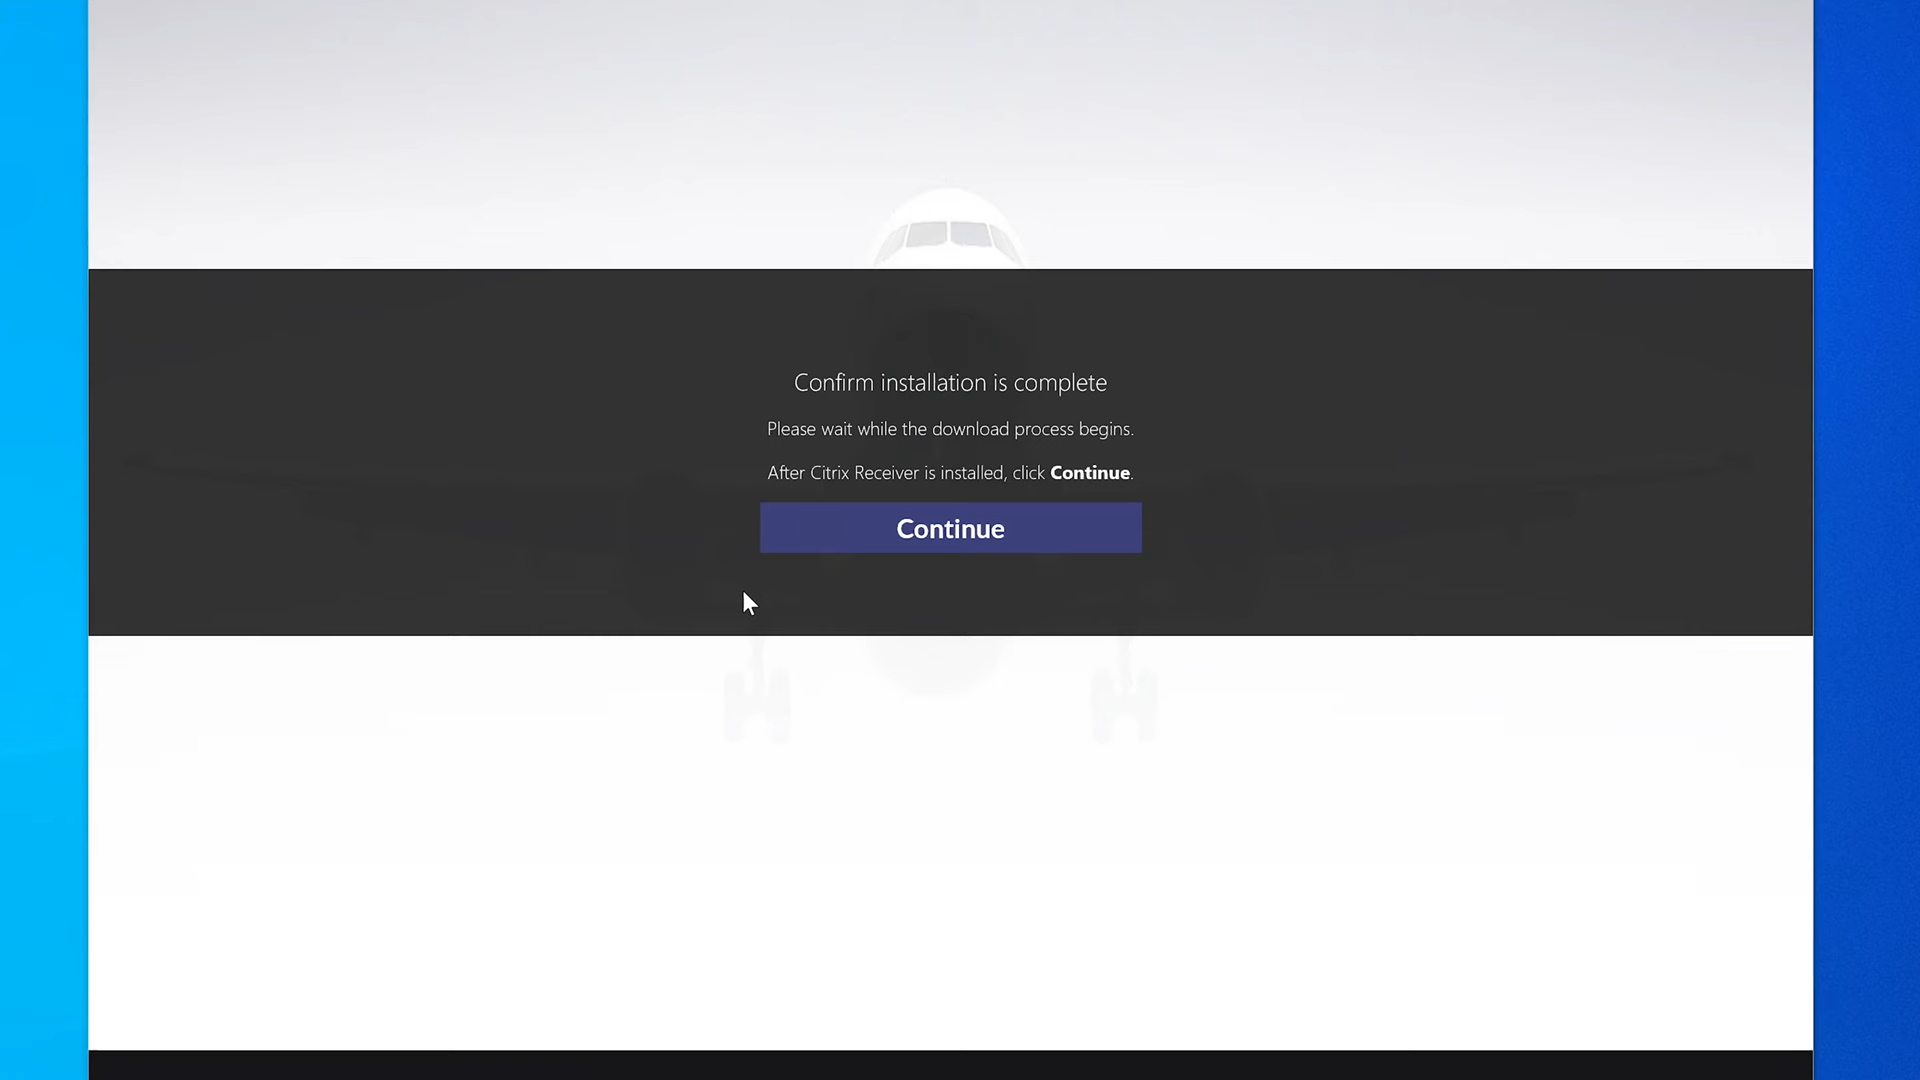 Confirm installation is complete
Please wait while the download process begins.
After Citrix Receiver is installed, click Continue.
Continue